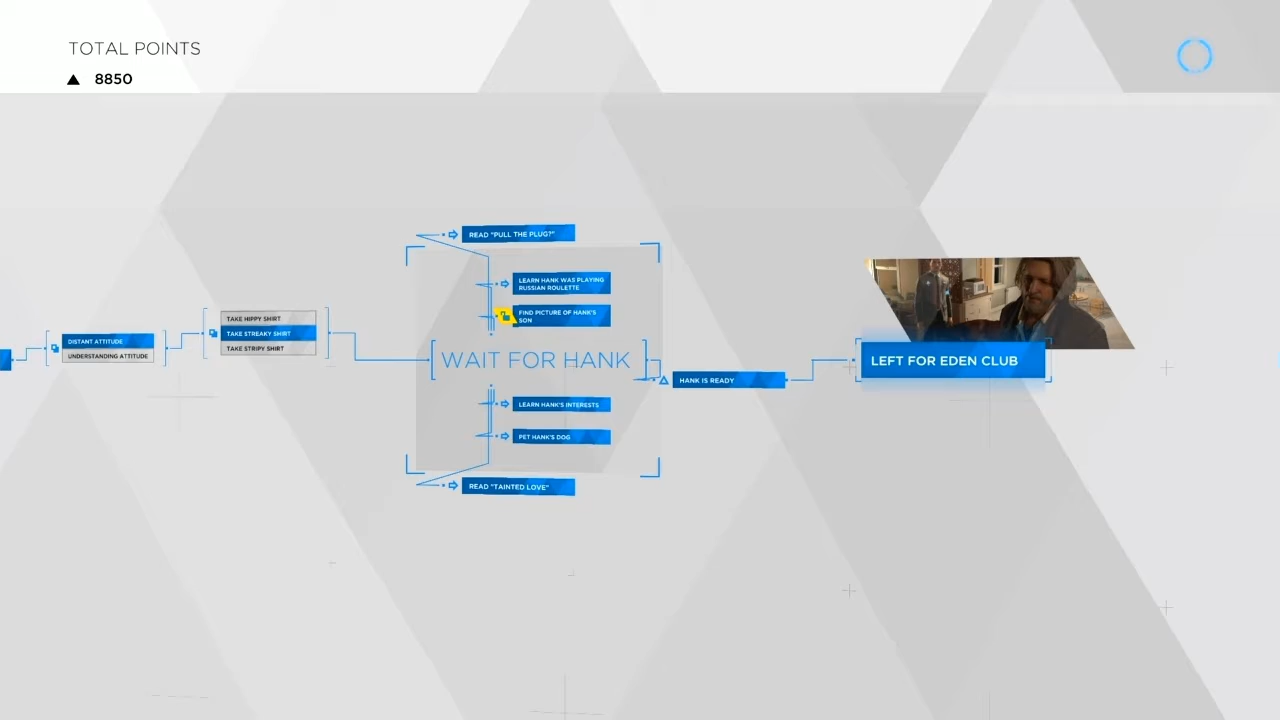 TOTAL POINTS
8850
DISTANT ATTITUDE
UNDERSTANDING ATTITUDE
TAKE HIPPY SHIRT
TAKE STREAKY SHIRT
TAKE STRIPY SHIRT
READ "PULL THE PLUG?"
LEARN HANK WAS PLAYING
RUSSIAN ROULETTE
FIND PICTURE OF HANK'S
SON
WAIT FOR HANK
LEARN HANK'S INTERESTS
PET HANK'S DOG
READ "TAINTED LOVE"
HANK IS READY
LEFT FOR EDEN CLUB